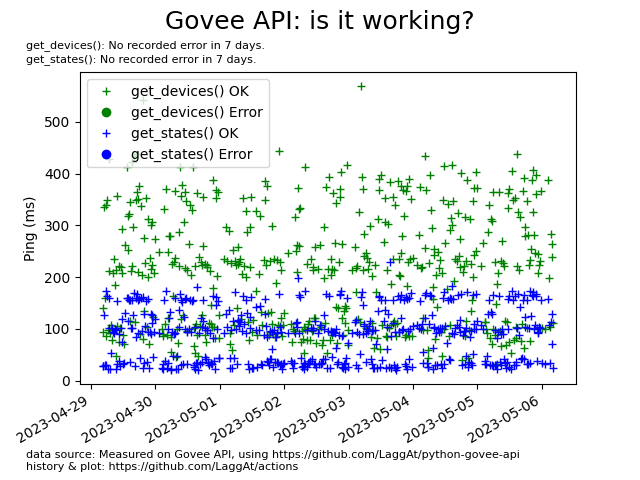 Govee API: is it working?
get_devices(): No recorded error in 7 days.
get_states(): No recorded error in 7 days.
get_devices() OK
get_devices() Error
get_states() OK
get_states() Error
Ping (ms)
500
400
300
200
100
0
2023-04-29
2023-04-30
2023-05-01
2023-05-02
2023-05-03
2023-05-04
2023-05-05
2023-05-06
data source: Measured on Govee API, using https://github.com/LaggAt/python-govee-api
history & plot: https://github.com/LaggAt/actions